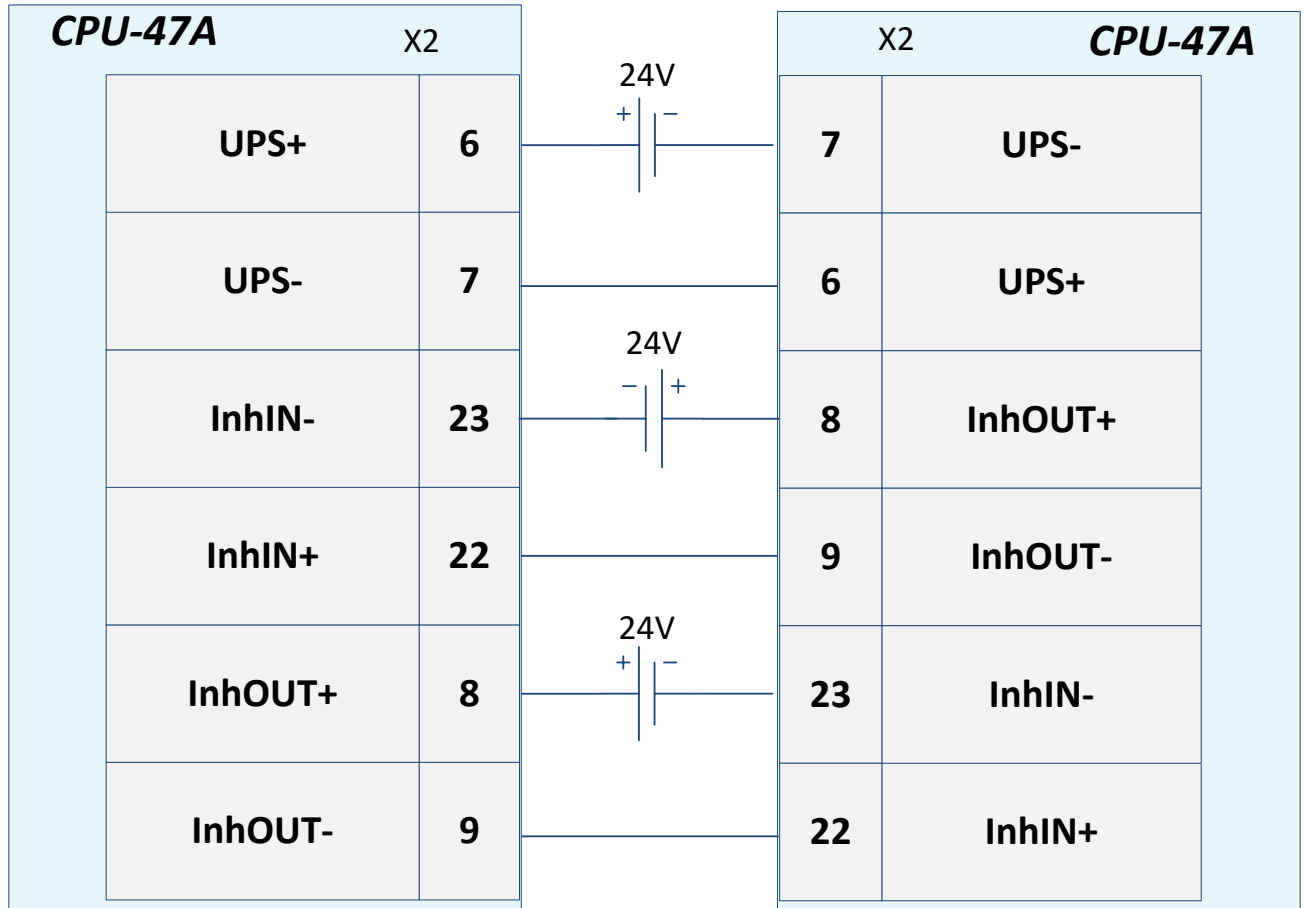 CPU-47A X2 X2 CPU-47A
24V
+ −
UPS+ 6 7 UPS-
UPS- 7 6 UPS+
24V
− +
InhIN- 23 8 InhOUT+
InhIN+ 22 9 InhOUT-
24V
+ −
InhOUT+ 8 23 InhIN-
InhOUT- 9 22 InhIN+